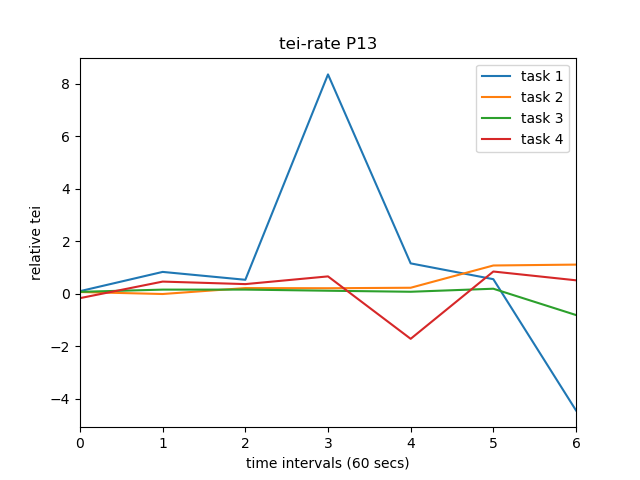 tei-rate P13
task 1
task 2
task 3
task 4
relative tei
8
6
4
2
0
−2
−4
0 1 2 3 4 5 6
time intervals (60 secs)